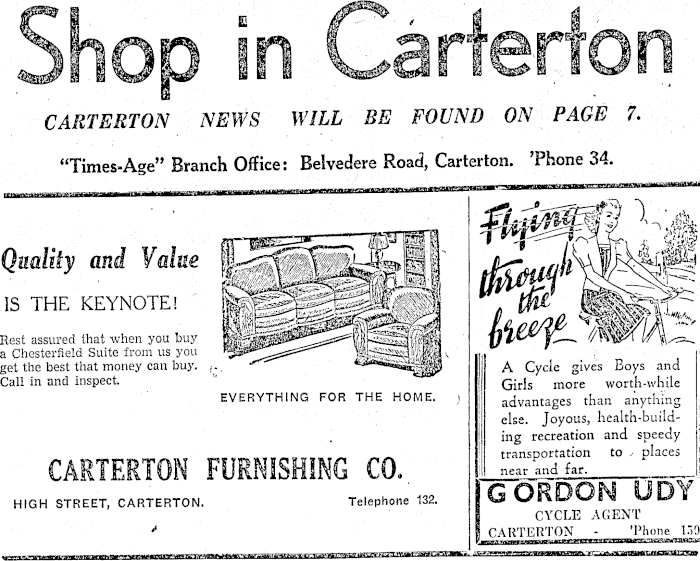 Shop in Carterton
CARTERTON NEWS WILL BE FOUND ON PAGE 7.
"Times-Age" Branch Office: Belvedere Road, Carterton. 'Phone 34.
Quality and Value
IS THE KEYNOTE!
Rest assured that when you buy
a Chesterfield Suite from us you
get the best that money can buy.
Call in and inspect.
EVERYTHING FOR THE HOME.
CARTERTON FURNISHING CO.
HIGH STREET, CARTERTON. Telephone 132.
Flying
through
the
breeze
A Cycle gives Boys and
Girls more worth-while
advantages than anything
else. Joyous, health-build-
ing recreation and speedy
transportation to places
near and far.
GORDON UDY
CYCLE AGENT
CARTERTON - 'Phone